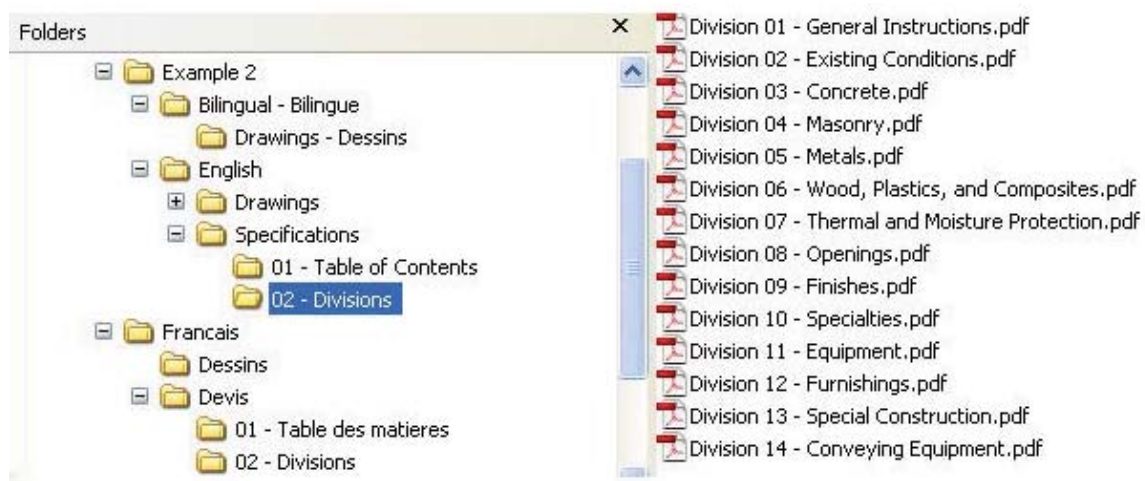 Folders
Example 2
Bilingual - Bilingue
Drawings - Dessins
English
Drawings
Specifications
01 - Table of Contents
02 - Divisions
Francais
Dessins
Devis
01 - Table des matieres
02 - Divisions
Division 01 - General Instructions.pdf
Division 02 - Existing Conditions.pdf
Division 03 - Concrete.pdf
Division 04 - Masonry.pdf
Division 05 - Metals.pdf
Division 06 - Wood, Plastics, and Composites.pdf
Division 07 - Thermal and Moisture Protection.pdf
Division 08 - Openings.pdf
Division 09 - Finishes.pdf
Division 10 - Specialties.pdf
Division 11 - Equipment.pdf
Division 12 - Furnishings.pdf
Division 13 - Special Construction.pdf
Division 14 - Conveying Equipment.pdf